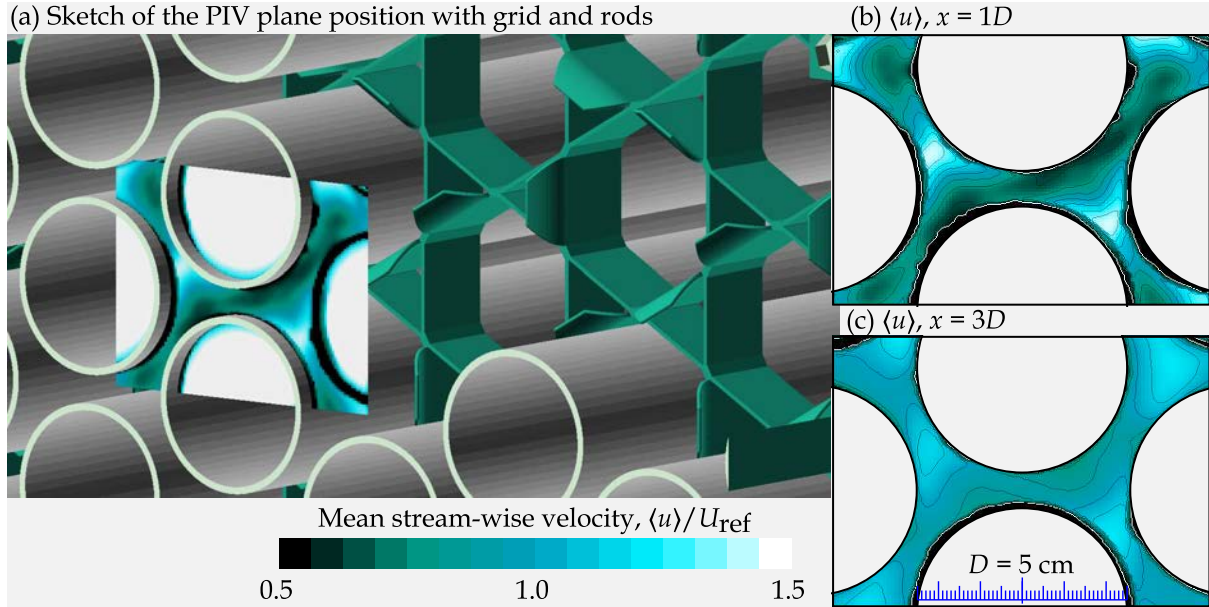 (a) Sketch of the PIV plane position with grid and rods
(b) ⟨u⟩, x = 1D
(c) ⟨u⟩, x = 3D
D = 5 cm
Mean stream-wise velocity, ⟨u⟩/U_ref
0.5 1.0 1.5